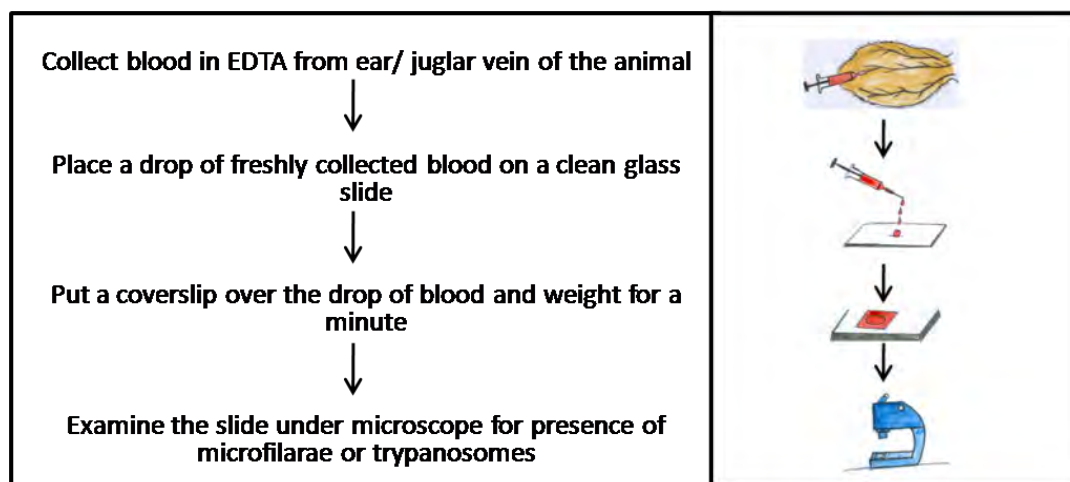 Collect blood in EDTA from ear/ juglar vein of the animal
Place a drop of freshly collected blood on a clean glass
slide
Put a coverslip over the drop of blood and weight for a
minute
Examine the slide under microscope for presence of
microfilarae or trypanosomes